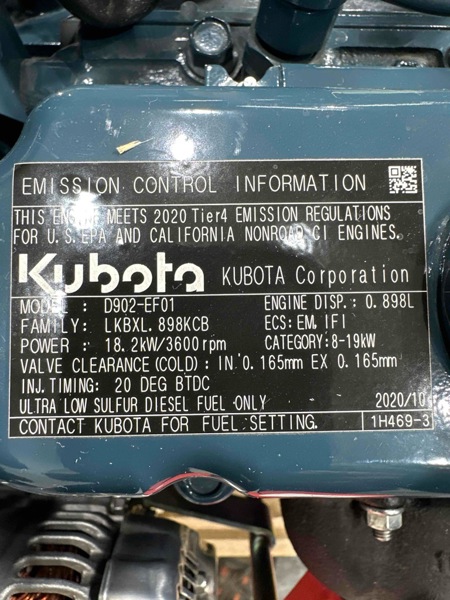 EMISSION CONTROL INFORMATION
THIS ENGINE MEETS 2020 Tier4 EMISSION REGULATIONS
FOR U.S. EPA AND CALIFORNIA NONROAD CI ENGINES.
Kubota KUBOTA Corporation
MODEL : D902-EF01 ENGINE DISP.: 0.898L
FAMILY: LKBXL.898KCB ECS: EM, IFI
POWER : 18.2kW/3600rpm CATEGORY: 8-19kW
VALVE CLEARANCE (COLD): IN 0.165mm EX 0.165mm
INJ. TIMING: 20 DEG BTDC
ULTRA LOW SULFUR DIESEL FUEL ONLY 2020/10
CONTACT KUBOTA FOR FUEL SETTING. 1H469-3